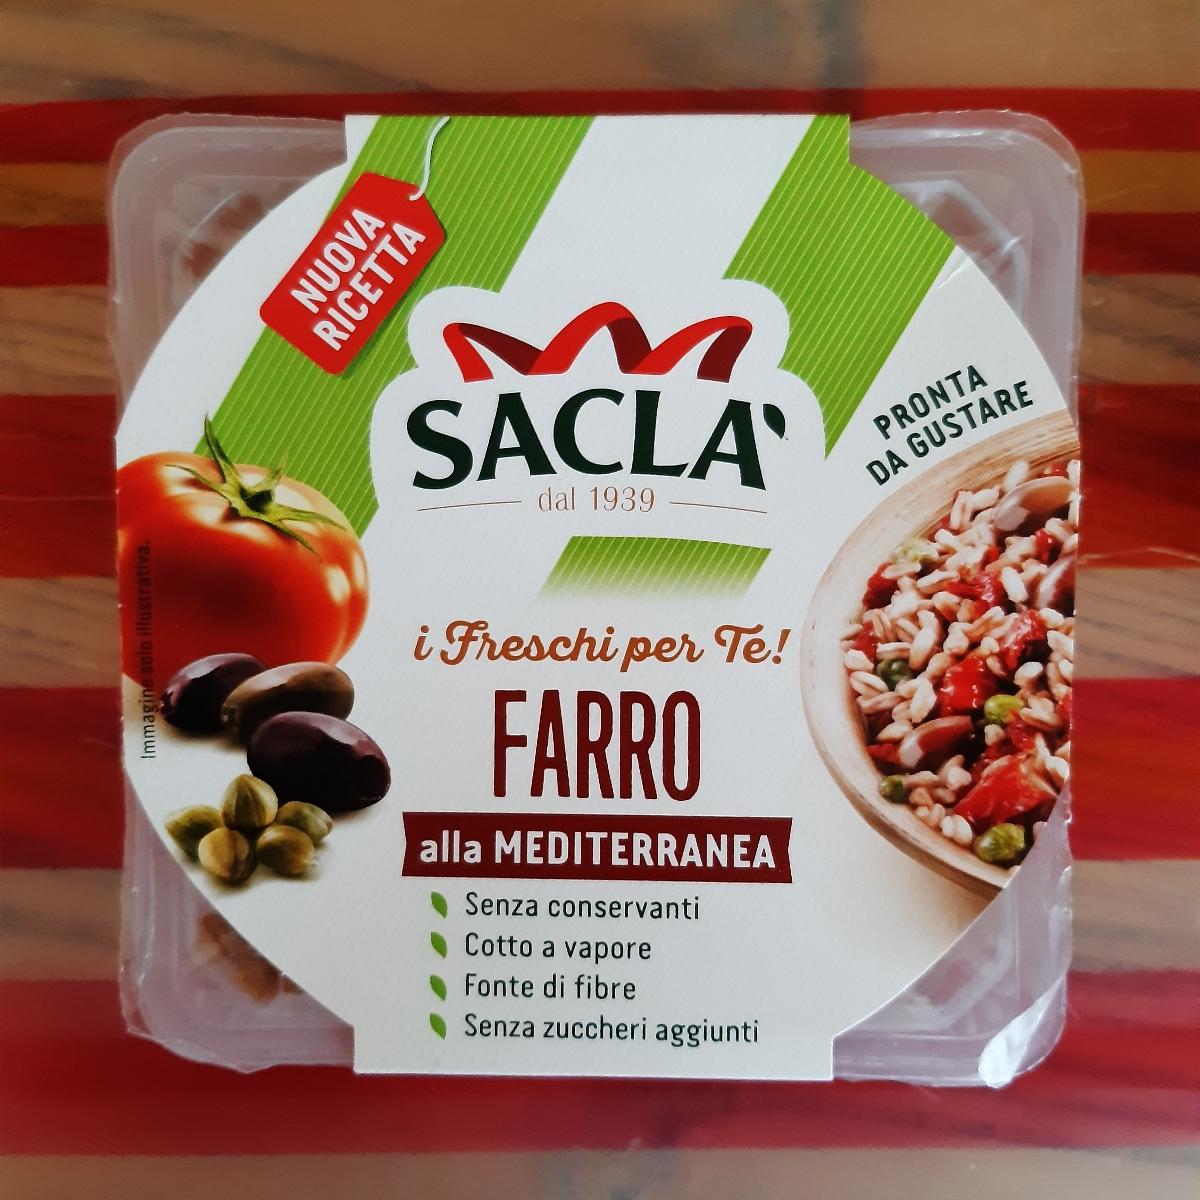 NUOVA
RICETTA
SACLÀ
dal 1939
PRONTA
DA GUSTARE
Immagine solo illustrativa.
i Freschi per Te!
FARRO
alla MEDITERRANEA
Senza conservanti
Cotto a vapore
Fonte di fibre
Senza zuccheri aggiunti